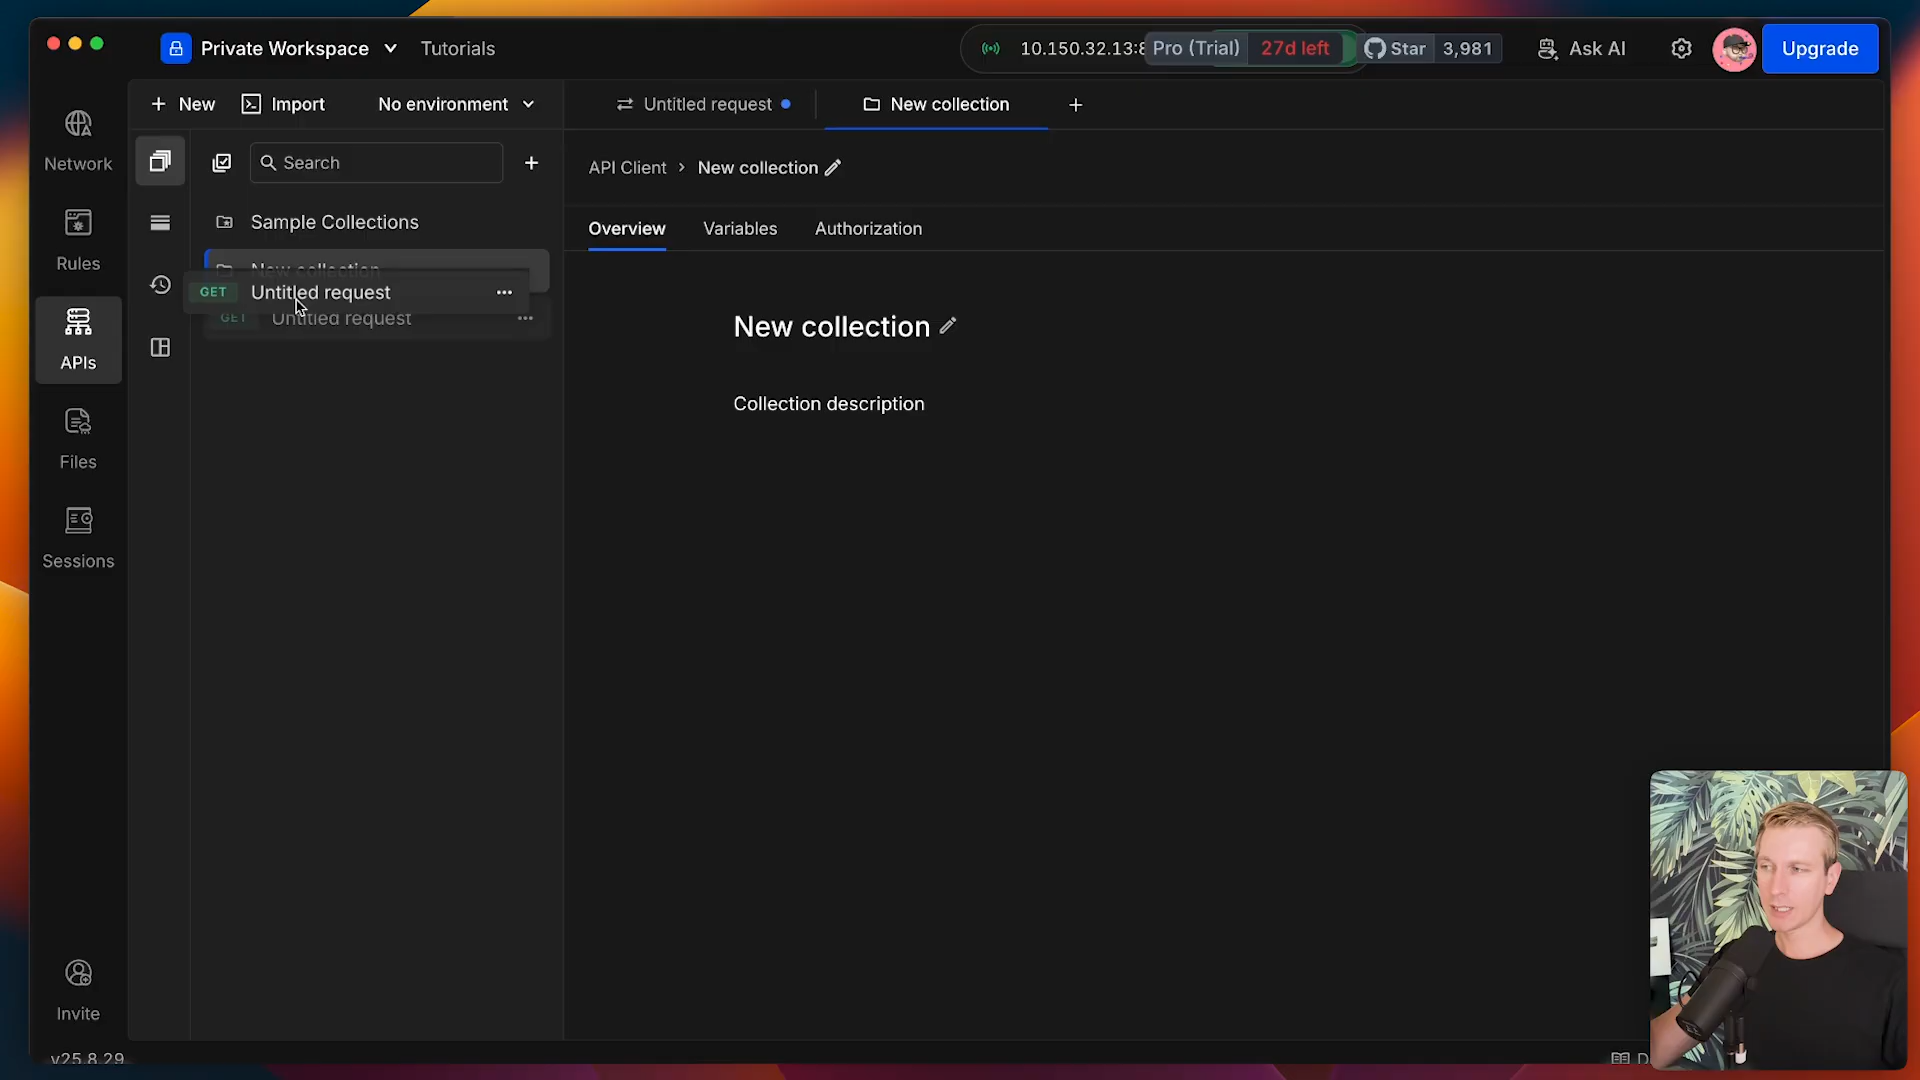 Private Workspace
Tutorials
10.150.32.13:8
Pro (Trial)
27d left
Star
3,981
Ask AI
Upgrade
New
Import
No environment
Untitled request
New collection
Network
Search
API Client
New collection
Sample Collections
Overview
Variables
Authorization
Rules
New collection
GET
Untitled request
GET
Untitled request
New collection
APIs
Collection description
Files
Sessions
Invite
v25.8.29